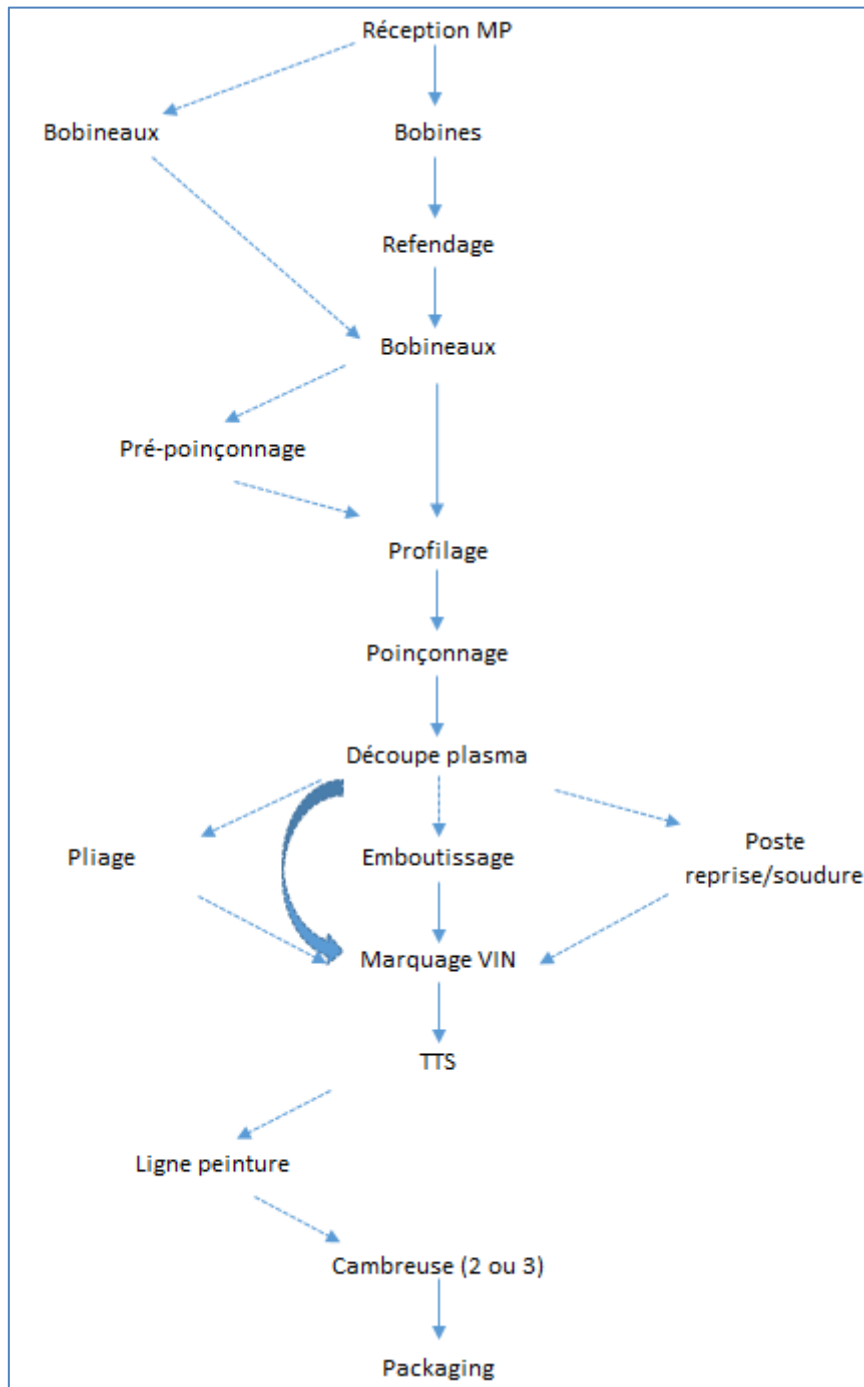 Réception MP
Bobineaux
Bobines
Refendage
Bobineaux
Pré-poinçonnage
Profilage
Poinçonnage
Découpe plasma
Pliage
Emboutissage
Poste
reprise/soudure
Marquage VIN
TTS
Ligne peinture
Cambreuse (2 ou 3)
Packaging